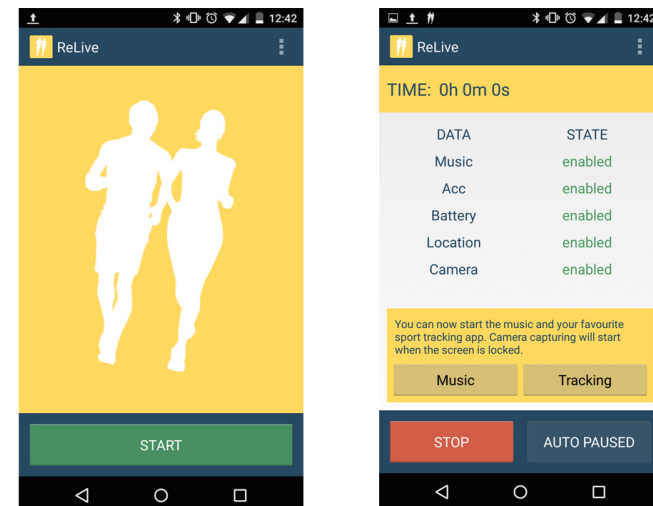 12:42
ReLive
START
12:42
ReLive
TIME: 0h 0m 0s
DATA STATE
Music enabled
Acc enabled
Battery enabled
Location enabled
Camera enabled
You can now start the music and your favourite
sport tracking app. Camera capturing will start
when the screen is locked.
Music Tracking
STOP AUTO PAUSED